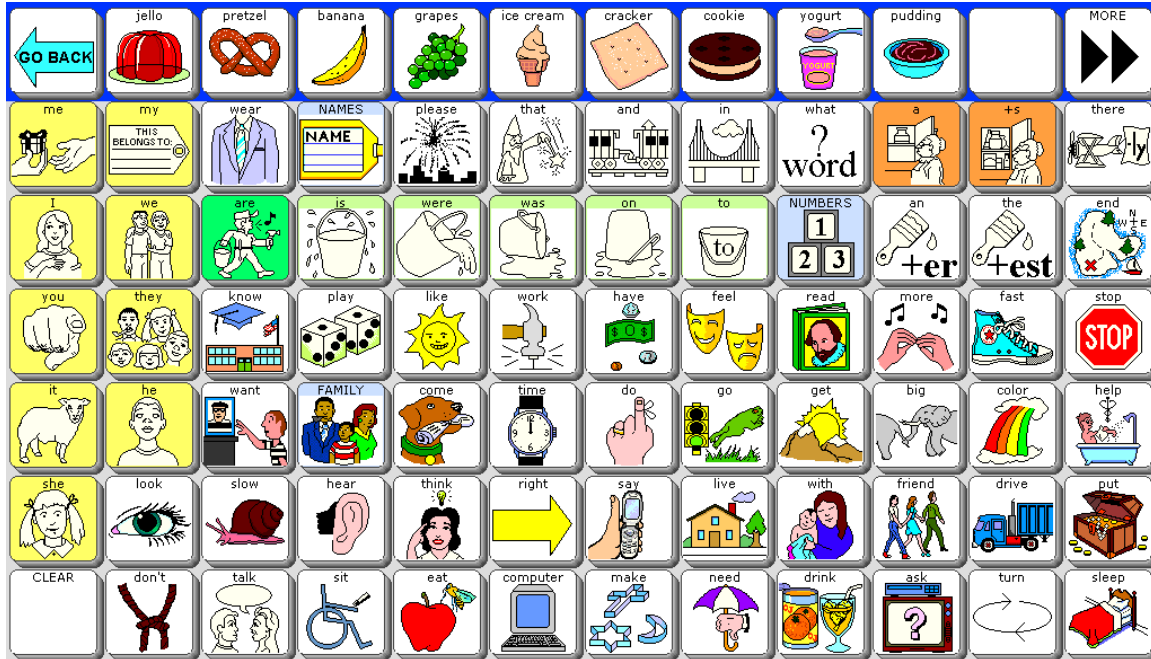 GO BACK
jello
pretzel
banana
grapes
ice cream
cracker
cookie
yogurt
YOGURT
pudding
MORE
me
my
THIS
BELONGS TO:
wear
NAMES
NAME
please
that
and
in
what
?
word
a
+s
there
-ly
I
we
are
is
were
was
on
to
to
NUMBERS
1
2 3
an
+er
the
+est
end
N
W E
S
you
they
know
play
like
work
have
feel
read
more
fast
stop
STOP
it
he
want
FAMILY
come
time
do
go
get
big
color
help
she
look
slow
hear
think
right
say
live
with
friend
drive
put
CLEAR
don't
talk
sit
eat
computer
make
need
drink
ask
?
turn
sleep